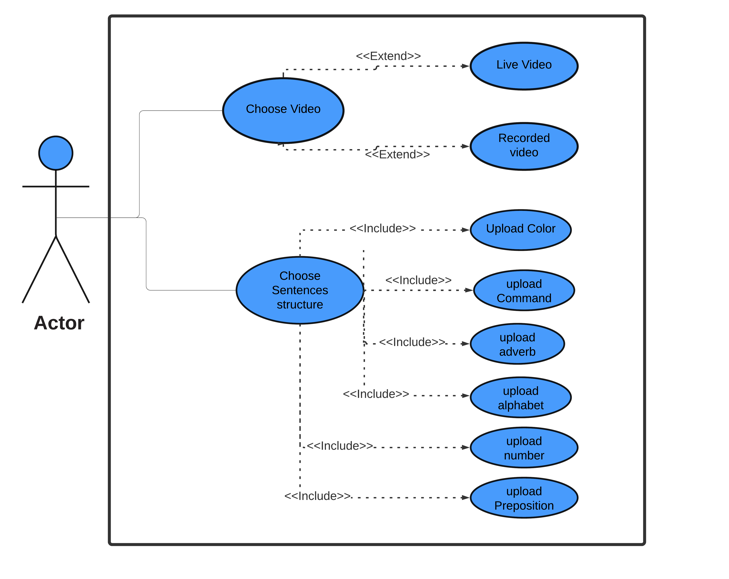 <<Extend>>
Live Video
Choose Video
Recorded
video
<<Extend>>
Actor
<<Include>>
Upload Color
Choose
Sentences
structure
<<Include>>
upload
Command
<<Include>>
upload
adverb
<<Include>>
upload
alphabet
<<Include>>
upload
number
<<Include>>
upload
Preposition